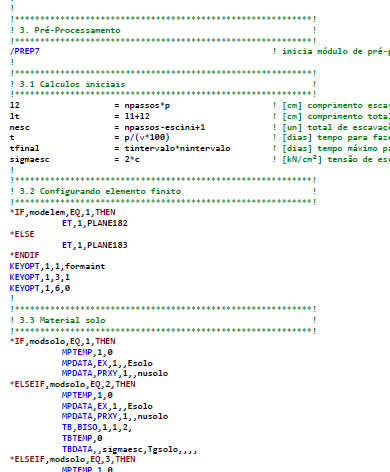 !
!***********************************************************!
! 3. Pré-Processamento !
!***********************************************************!
/PREP7 ! inicia módulo de pré-p
!
!***********************************************************!
! 3.1 Calculos iniciais !
!***********************************************************!
l2 = npassos*p ! [cm] comprimento escav
lt = l1+l2 ! [cm] comprimento total
nesc = npassos-escini+1 ! [un] total de escavaçõ
t = p/(v*100) ! [dias] tempo para faze
tfinal = tintervalo*nintervalo ! [dias] tempo máximo pa
sigmaesc = 2*c ! [kN/cm²] tensão de esc
!
!***********************************************************!
! 3.2 Configurando elemento finito !
!***********************************************************!
*IF,modelem,EQ,1,THEN
ET,1,PLANE182
*ELSE
ET,1,PLANE183
*ENDIF
KEYOPT,1,1,formaint
KEYOPT,1,3,1
KEYOPT,1,6,0
!
!***********************************************************!
! 3.3 Material solo !
!***********************************************************!
*IF,modsolo,EQ,1,THEN
MPTEMP,1,0
MPDATA,EX,1,,Esolo
MPDATA,PRXY,1,,nusolo
*ELSEIF,modsolo,EQ,2,THEN
MPTEMP,1,0
MPDATA,EX,1,,Esolo
MPDATA,PRXY,1,,nusolo
TB,BISO,1,1,2,
TBTEMP,0
TBDATA,,sigmaesc,Tgsolo,,,,
*ELSEIF,modsolo,EQ,3,THEN
MPTEMP,1,0